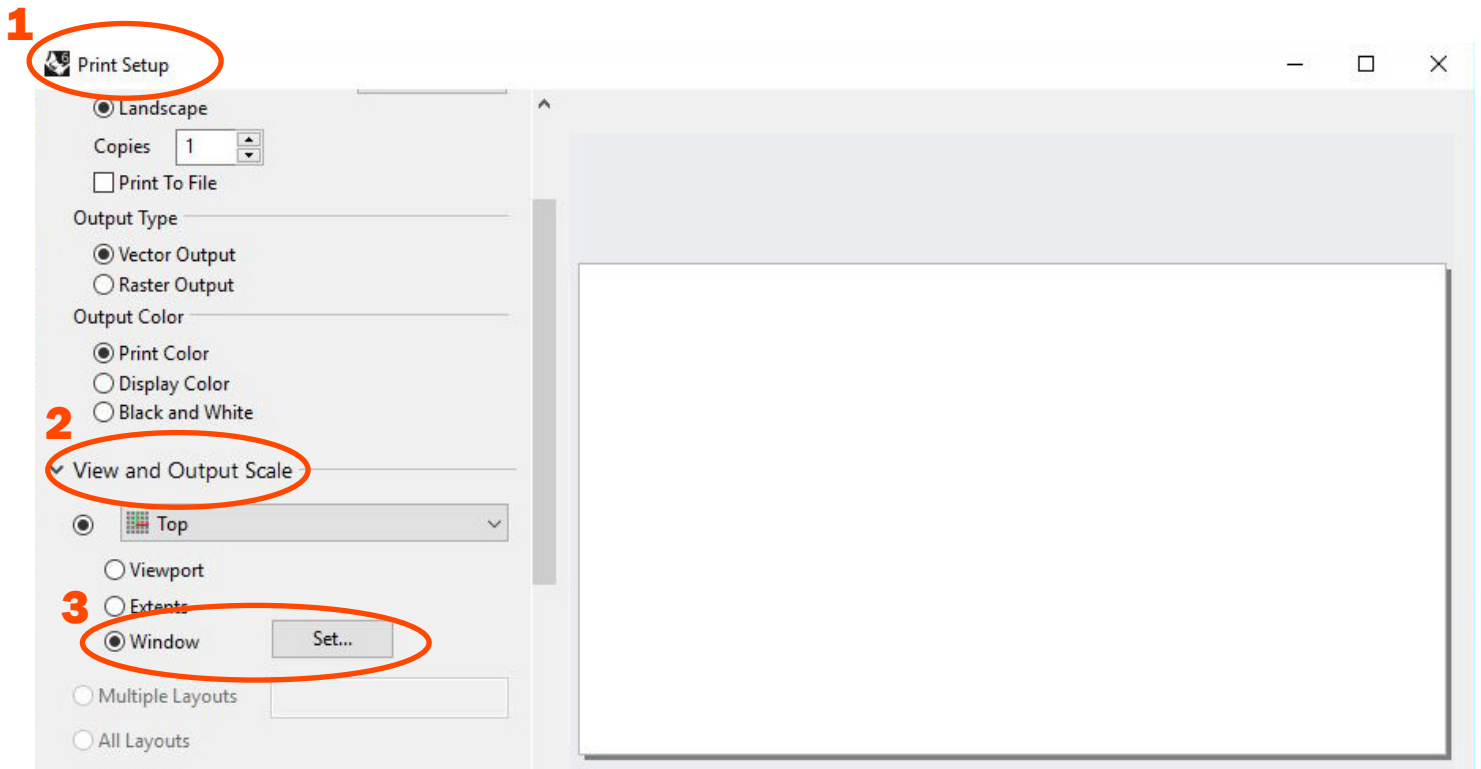 1
Print Setup
Landscape
Copies 1
Print To File
Output Type
Vector Output
Raster Output
Output Color
Print Color
Display Color
Black and White
2
View and Output Scale
Top
Viewport
3
Extents
Window Set...
Multiple Layouts
All Layouts